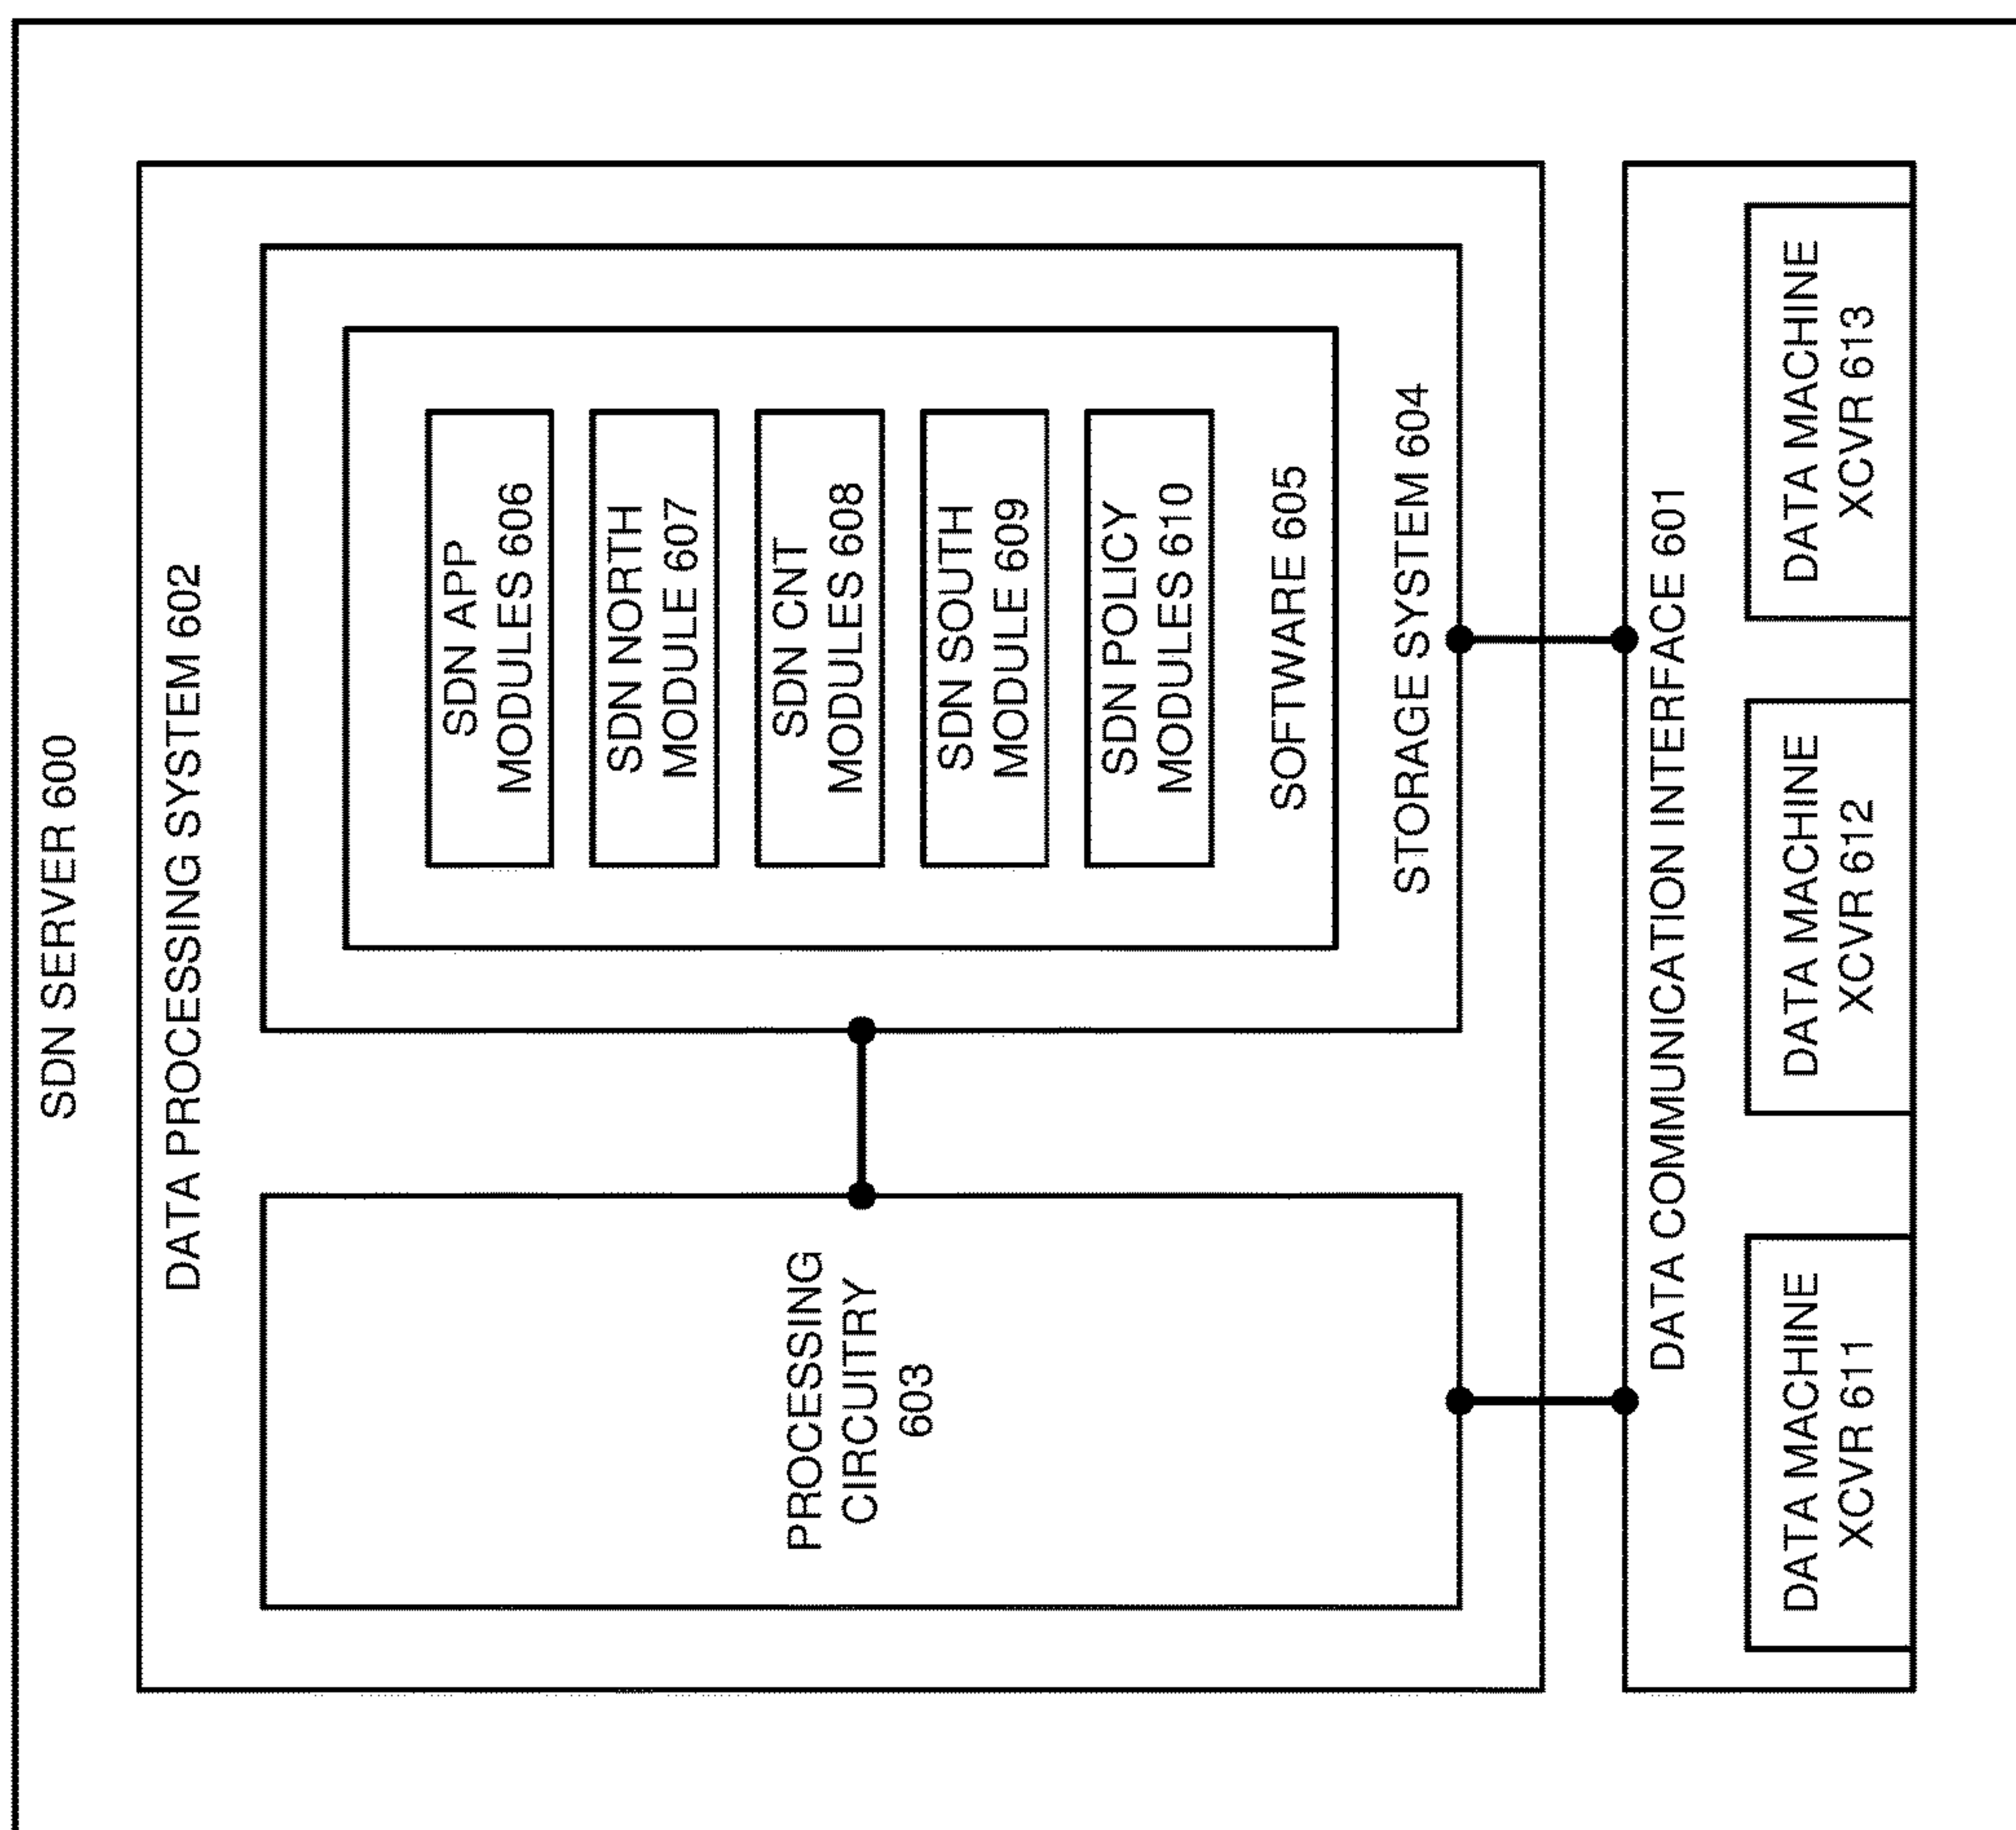 SDN SERVER 600
DATA PROCESSING SYSTEM 602
PROCESSING
CIRCUITRY
603
SDN APP
MODULES 606
SDN NORTH
MODULE 607
SDN CNT
MODULES 608
SDN SOUTH
MODULE 609
SDN POLICY
MODULES 610
SOFTWARE 605
STORAGE SYSTEM 604
DATA COMMUNICATION INTERFACE 601
DATA MACHINE
XCVR 611
DATA MACHINE
XCVR 612
DATA MACHINE
XCVR 613